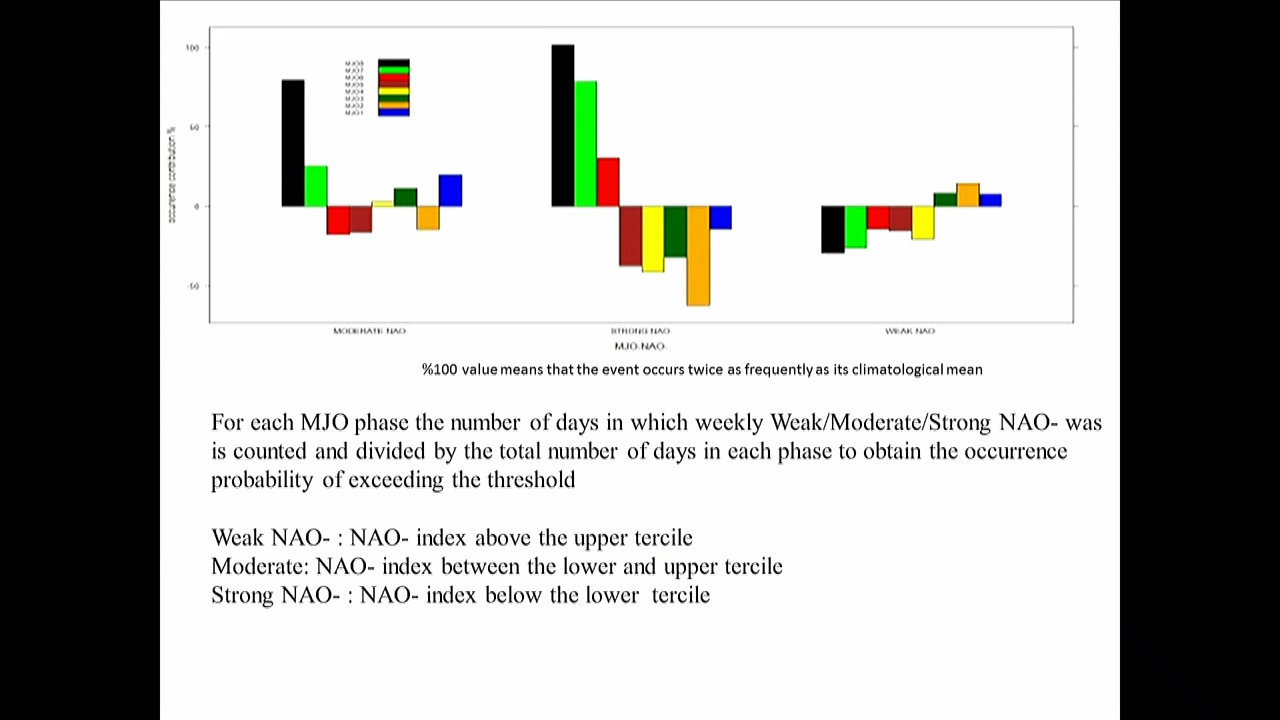 100
50
0
-50
occurence contribution %
MJO8
MJO7
MJO6
MJO5
MJO4
MJO3
MJO2
MJO1
MODERATE NAO
STRONG NAO
WEAK NAO
MJO.NAO.
%100 value means that the event occurs twice as frequently as its climatological mean
For each MJO phase the number of days in which weekly Weak/Moderate/Strong NAO- was
is counted and divided by the total number of days in each phase to obtain the occurrence
probability of exceeding the threshold
Weak NAO- : NAO- index above the upper tercile
Moderate: NAO- index between the lower and upper tercile
Strong NAO- : NAO- index below the lower tercile